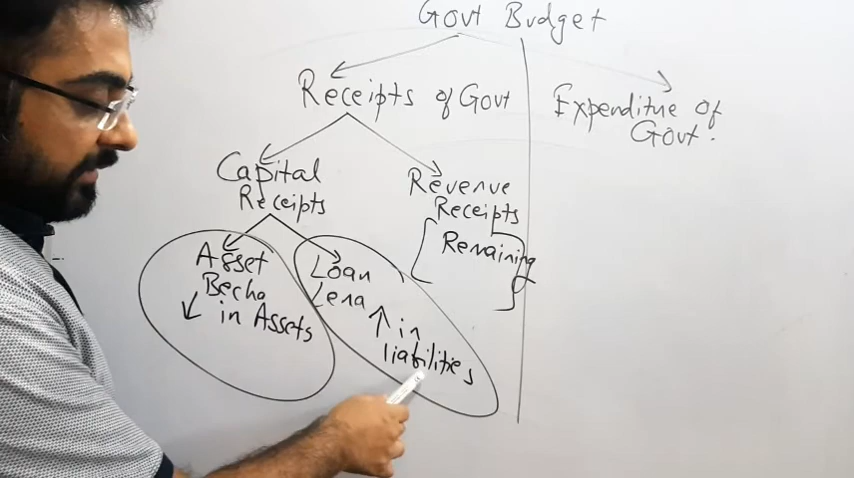 Govt Budget
Receipts of Govt
Expenditure of
Govt.
Capital
Receipts
Revenue
Receipts
Remaining
Asset
Becha
↓ in Assets
Loan
Lena
↑ in
liabilities